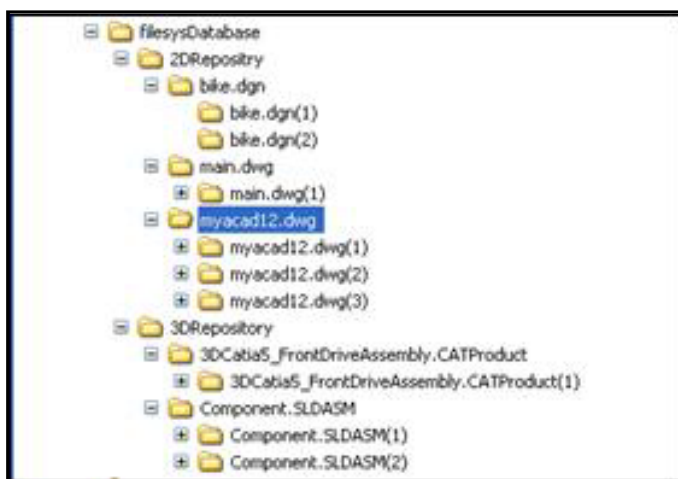 filesysDatabase
2DRepositry
bike.dgn
bike.dgn(1)
bike.dgn(2)
main.dwg
main.dwg(1)
myacad12.dwg
myacad12.dwg(1)
myacad12.dwg(2)
myacad12.dwg(3)
3DRepository
3DCatia5_FrontDriveAssembly.CATProduct
3DCatia5_FrontDriveAssembly.CATProduct(1)
Component.SLDASM
Component.SLDASM(1)
Component.SLDASM(2)